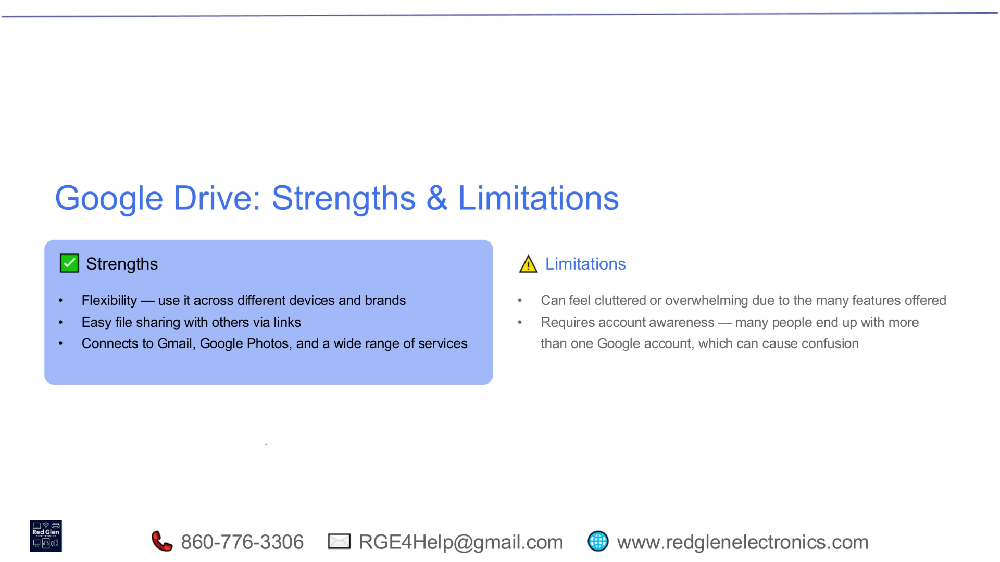 Google Drive: Strengths & Limitations
✅ Strengths
• Flexibility — use it across different devices and brands
• Easy file sharing with others via links
• Connects to Gmail, Google Photos, and a wide range of services
⚠ Limitations
• Can feel cluttered or overwhelming due to the many features offered
• Requires account awareness — many people end up with more
than one Google account, which can cause confusion
.
Red Glen
ELECTRONICS
860-776-3306
RGE4Help@gmail.com
www.redglenelectronics.com